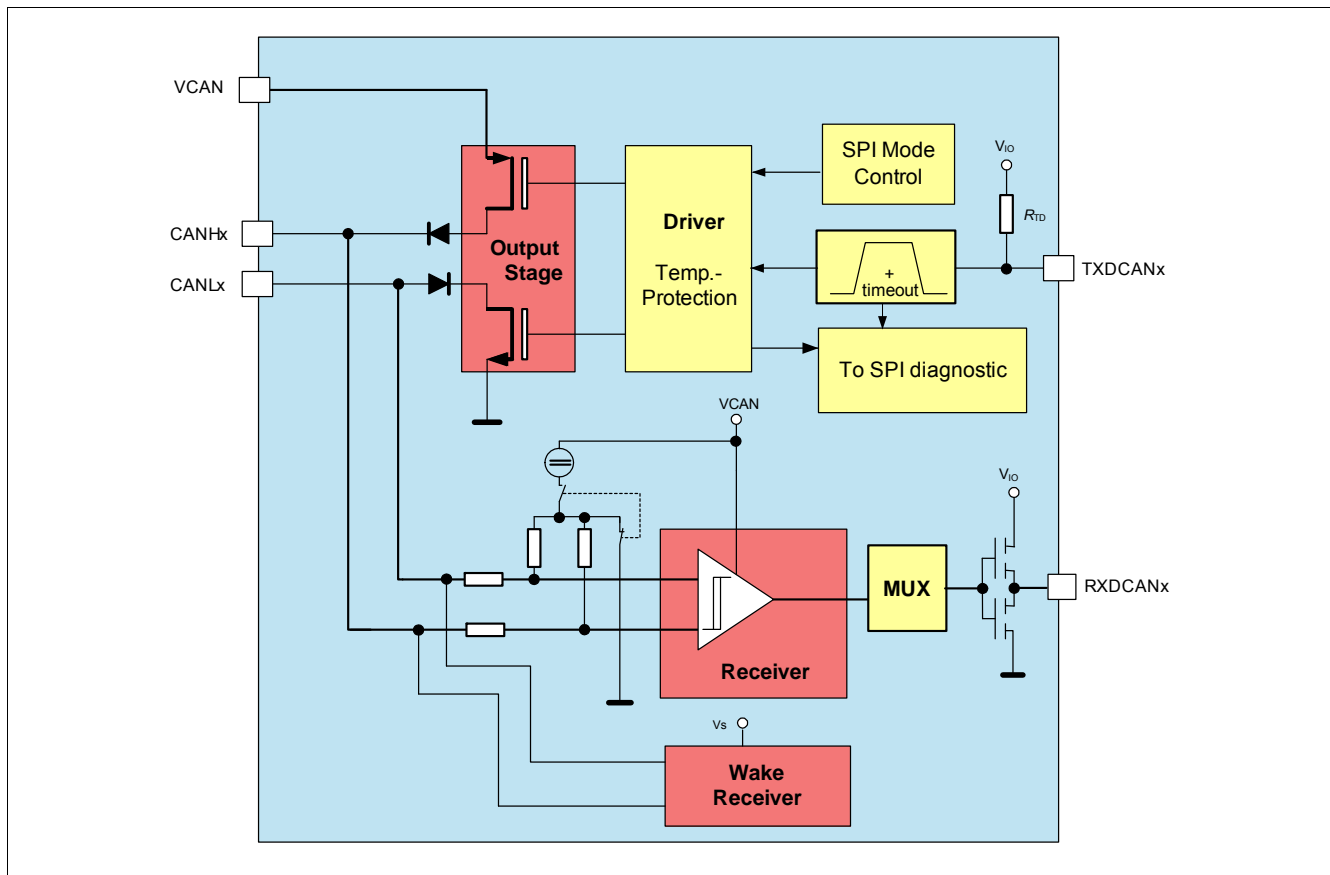 VCAN
CANHx
CANLx
Output
Stage
Driver
Temp.-
Protection
SPI Mode
Control
+
timeout
To SPI diagnostic
VIO
RTD
TXDCANx
VCAN
Receiver
MUX
VIO
RXDCANx
Vs
Wake
Receiver